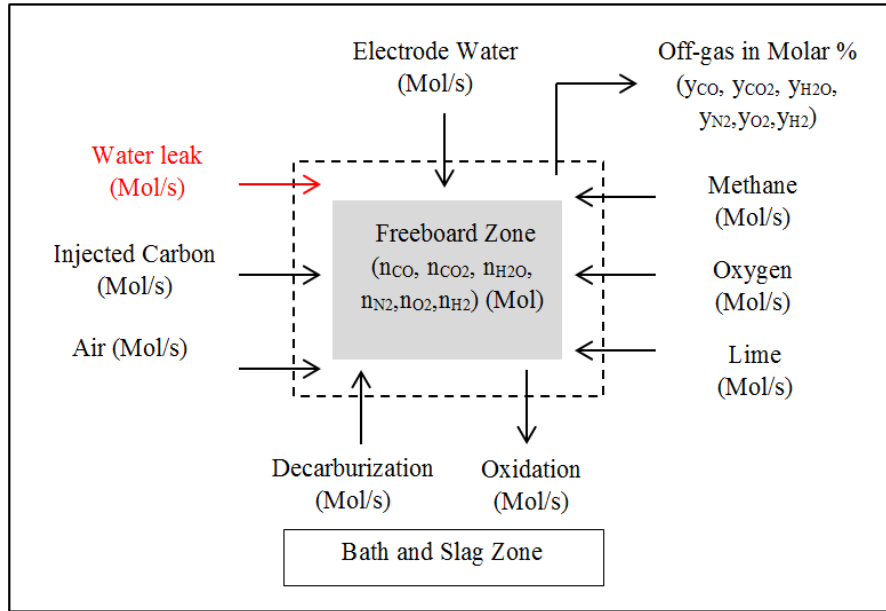 Electrode Water
(Mol/s)
Off-gas in Molar %
(yCO, yCO2, yH2O,
yN2,yO2,yH2)
Water leak
(Mol/s)
Methane
(Mol/s)
Freeboard Zone
(nCO, nCO2, nH2O,
nN2,nO2,nH2) (Mol)
Injected Carbon
(Mol/s)
Oxygen
(Mol/s)
Air (Mol/s)
Lime
(Mol/s)
Decarburization
(Mol/s)
Oxidation
(Mol/s)
Bath and Slag Zone